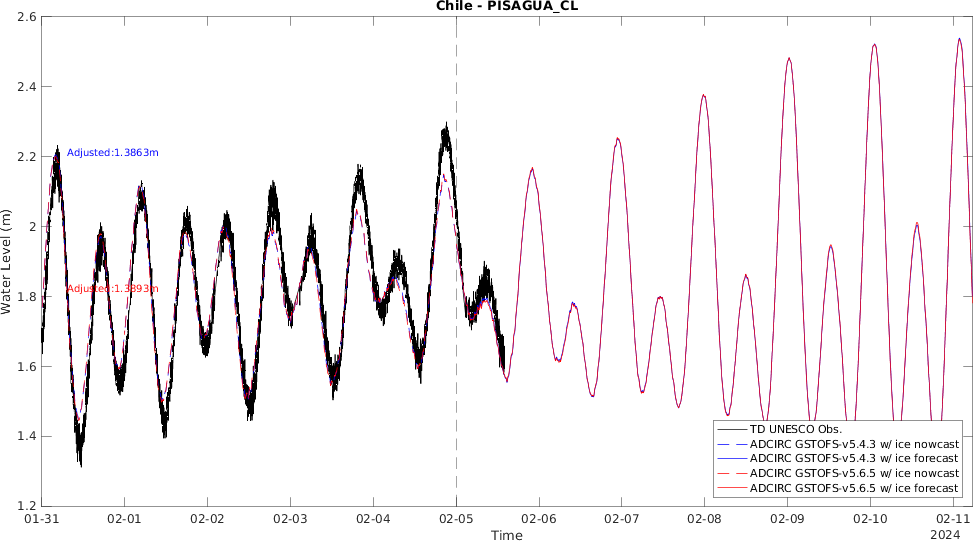 Chile - PISAGUA_CL
2.6
2.4
2.2
2
1.8
1.6
1.4
1.2
Water Level (m)
Adjusted:1.3863m
Adjusted:1.3893m
TD UNESCO Obs.
ADCIRC GSTOFS-v5.4.3 w/ ice nowcast
ADCIRC GSTOFS-v5.4.3 w/ ice forecast
ADCIRC GSTOFS-v5.6.5 w/ ice nowcast
ADCIRC GSTOFS-v5.6.5 w/ ice forecast
01-31 02-01 02-02 02-03 02-04 02-05 02-06 02-07 02-08 02-09 02-10 02-11
Time
2024